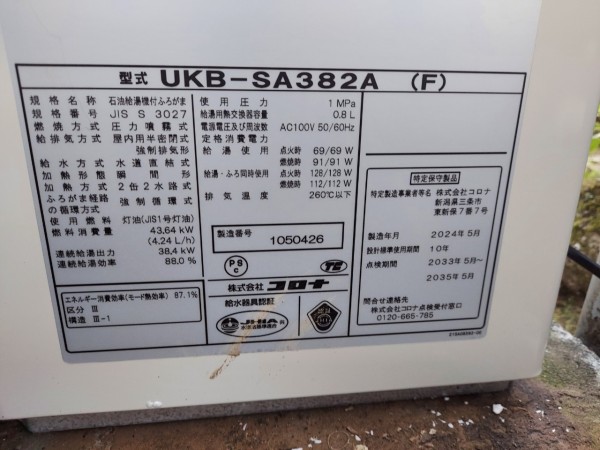 型式 UKB-SA382A (F)
規格名称 石油給湯機付ふろがま
規格番号 JIS S 3027
燃焼方式 圧力噴霧式
給排気方式 屋内用半密閉式
強制排気形
給水方式 水道直結式
加熱形態 瞬間形
加熱方式 2缶2水路式
ふろがま経路の循環方式 強制循環式
使用燃料 灯油(JIS1号灯油)
燃料消費量 43,64 kW
(4,24 L/h)
連続給湯出力 38,4 kW
連続給湯効率 88.0 %
エネルギー消費効率(モード熱効率) 87.1%
区分 Ⅲ
構造 Ⅲ-1
使用圧力 1 MPa
給湯用熱交換器容量 0.8 L
電源電圧及び周波数 AC100V 50/60Hz
定格消費電力
給湯使用 点火時 69/69 W
燃焼時 91/91 W
給湯・ふろ同時使用 点火時 128/128 W
燃焼時 112/112 W
排気温度 260℃以下
製造番号 1050426
PS C
TG
株式会社 コロナ
給水器具認証
JHIA
特定保守製品
特定製造事業者等名 株式会社コロナ
新潟県三条市
東新保7番7号
製造年月 2024年5月
設計標準使用期間 10年
点検期間 2033年5月~
2035年5月
問合せ連絡先
株式会社コロナ点検受付窓口
0120-665-785